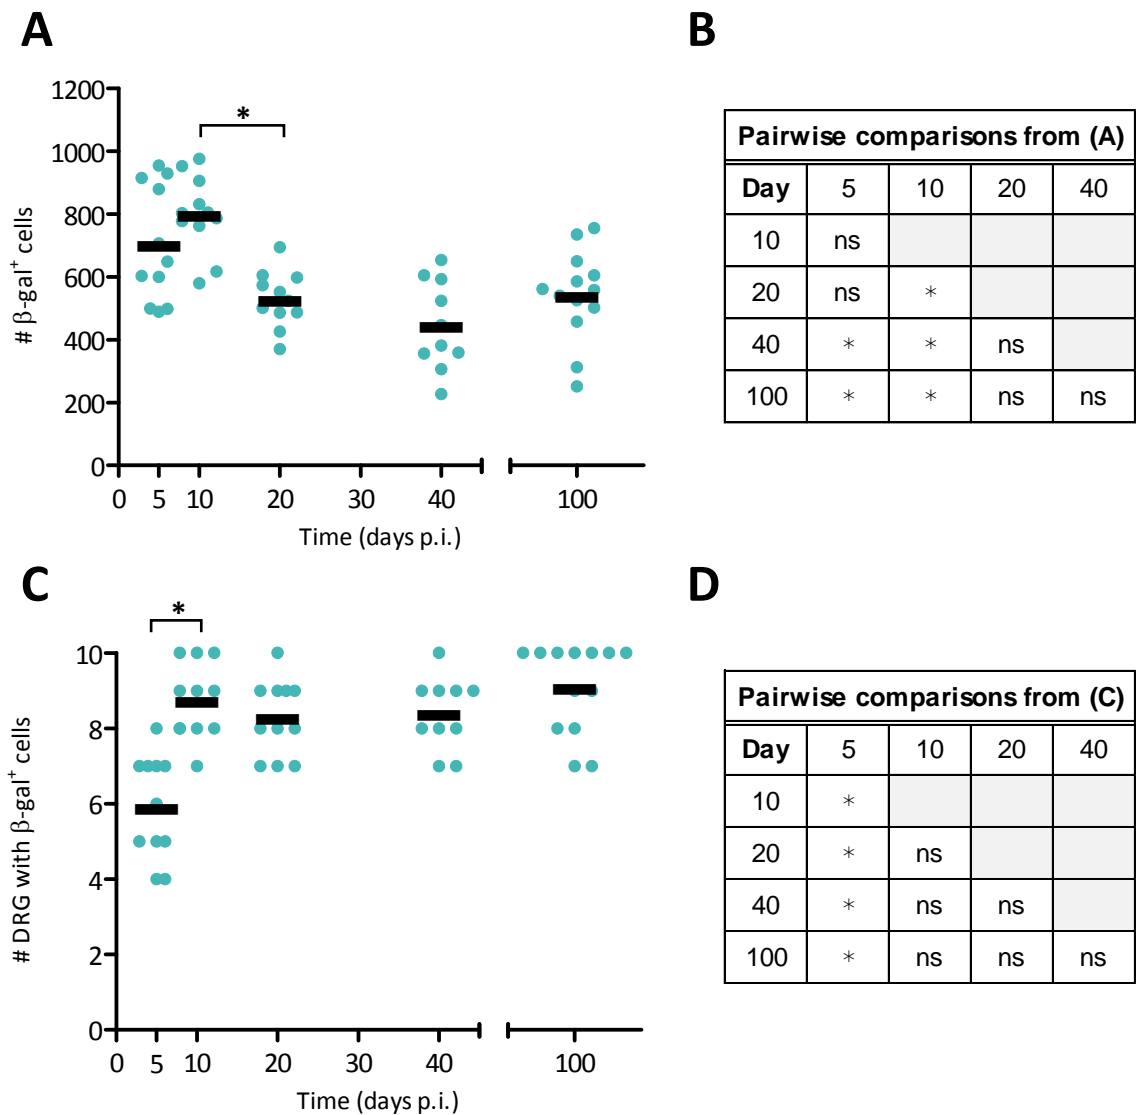 A
# β-gal⁺ cells
1200
1000
800
600
400
200
0
*
0 5 10 20 30 40 100
Time (days p.i.)
B
Pairwise comparisons from (A)
Day 5 10 20 40
10 ns
20 ns *
40 * * ns
100 * * ns ns
C
# DRG with β-gal⁺ cells
10
8
6
4
2
0
*
0 5 10 20 30 40 100
Time (days p.i.)
D
Pairwise comparisons from (C)
Day 5 10 20 40
10 *
20 * ns
40 * ns ns
100 * ns ns ns